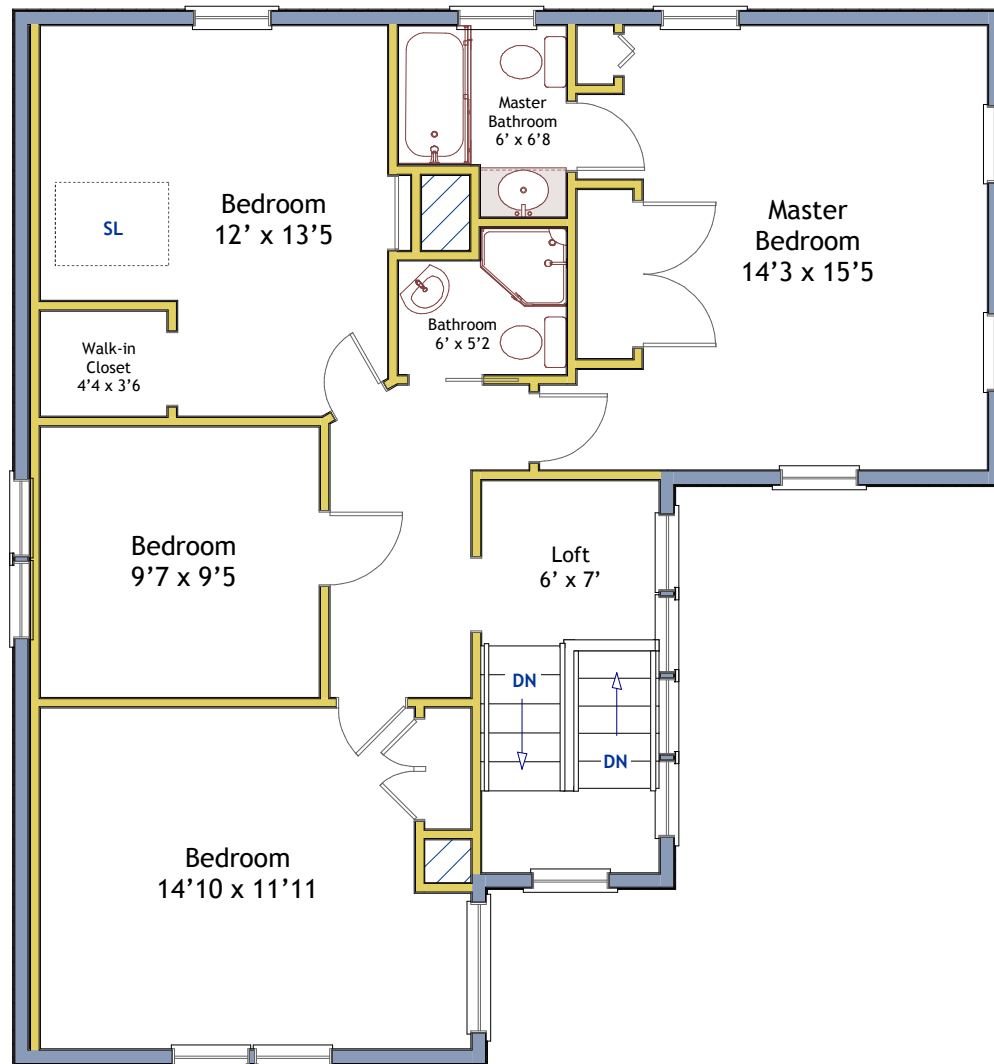 Master
Bathroom
6’ x 6’8
Bedroom
12’ x 13’5
SL
Master
Bedroom
14’3 x 15’5
Bathroom
6’ x 5’2
Walk-in
Closet
4’4 x 3’6
Bedroom
9’7 x 9’5
Loft
6’ x 7’
DN
DN
Bedroom
14’10 x 11’11